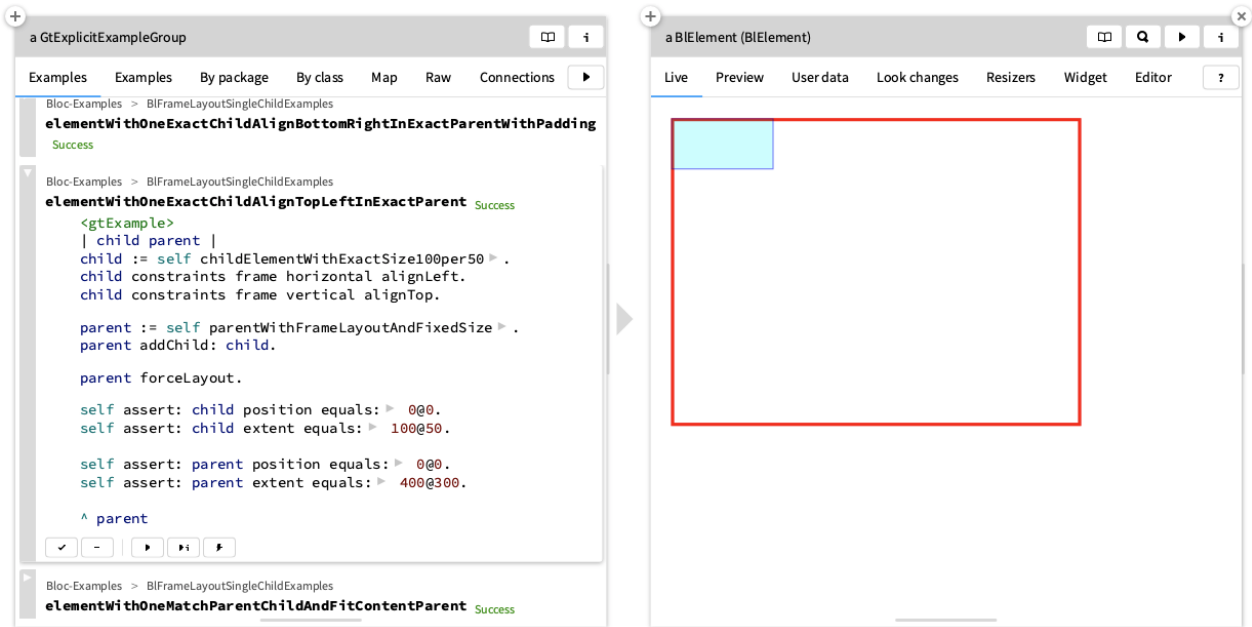 a GtExplicitExampleGroup
i
Examples Examples By package By class Map Raw Connections
Bloc-Examples > BlFrameLayoutSingleChildExamples
elementWithOneExactChildAlignBottomRightInExactParentWithPadding
Success
Bloc-Examples > BlFrameLayoutSingleChildExamples
elementWithOneExactChildAlignTopLeftInExactParent Success
<gtExample>
| child parent |
child := self childElementWithExactSize100per50 .
child constraints frame horizontal alignLeft.
child constraints frame vertical alignTop.
parent := self parentWithFrameLayoutAndFixedSize .
parent addChild: child.
parent forceLayout.
self assert: child position equals: 0@0.
self assert: child extent equals: 100@50.
self assert: parent position equals: 0@0.
self assert: parent extent equals: 400@300.
^ parent
i
Bloc-Examples > BlFrameLayoutSingleChildExamples
elementWithOneMatchParentChildAndFitContentParent Success
a BlElement (BlElement)
i
Live Preview User data Look changes Resizers Widget Editor ?